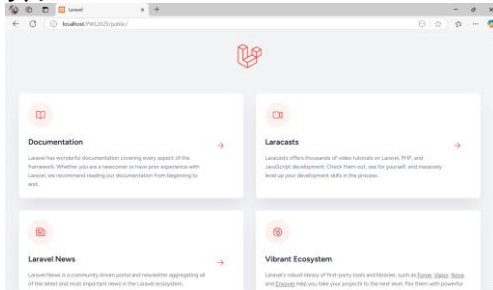 Laravel
localhost/PWL2025/public/
Documentation
Laravel has wonderful documentation covering every aspect of the
framework. Whether you are a newcomer or have prior experience with
Laravel, we recommend reading our documentation from beginning to
end.
Laracasts
Laracasts offers thousands of video tutorials on Laravel, PHP, and
JavaScript development. Check them out, see for yourself, and massively
level up your development skills in the process.
Laravel News
Laravel News is a community driven portal and newsletter aggregating all
of the latest and most important news in the Laravel ecosystem,
Vibrant Ecosystem
Laravel's robust library of first-party tools and libraries, such as Forge, Vapor, Nova,
and Envoyer help you take your projects to the next level. Pair them with powerful